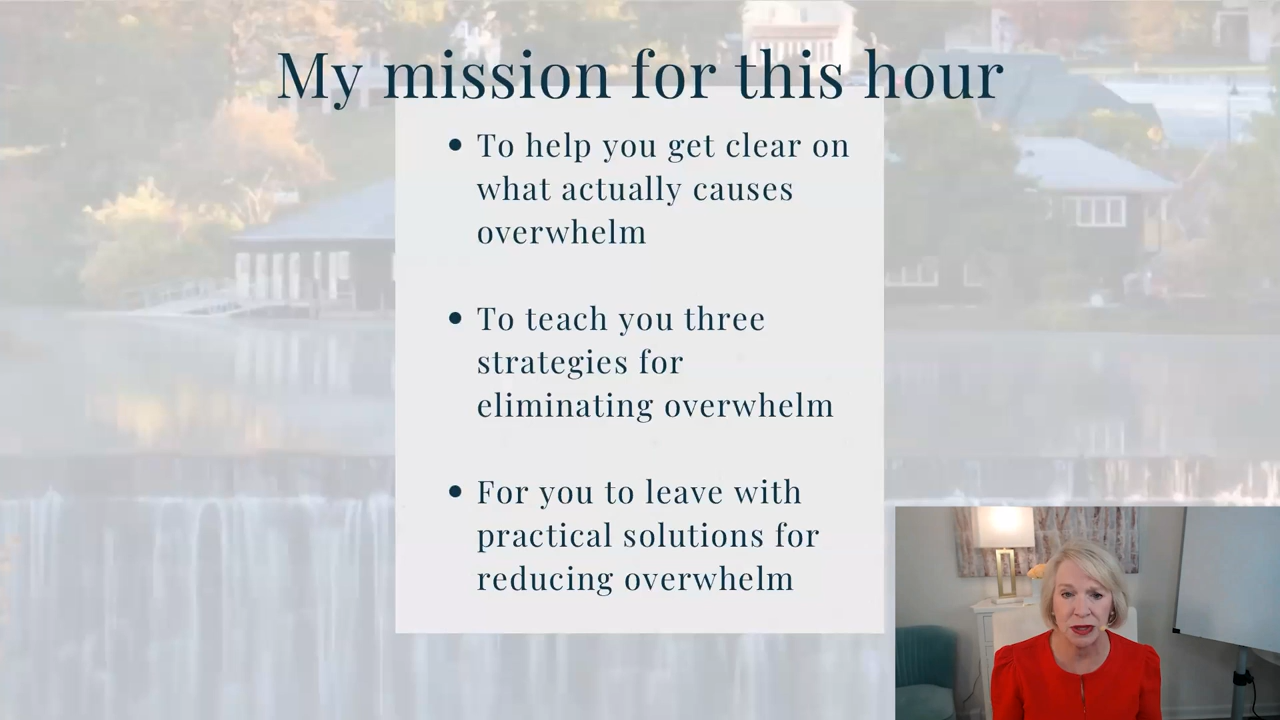 My mission for this hour
• To help you get clear on
what actually causes
overwhelm
• To teach you three
strategies for
eliminating overwhelm
• For you to leave with
practical solutions for
reducing overwhelm